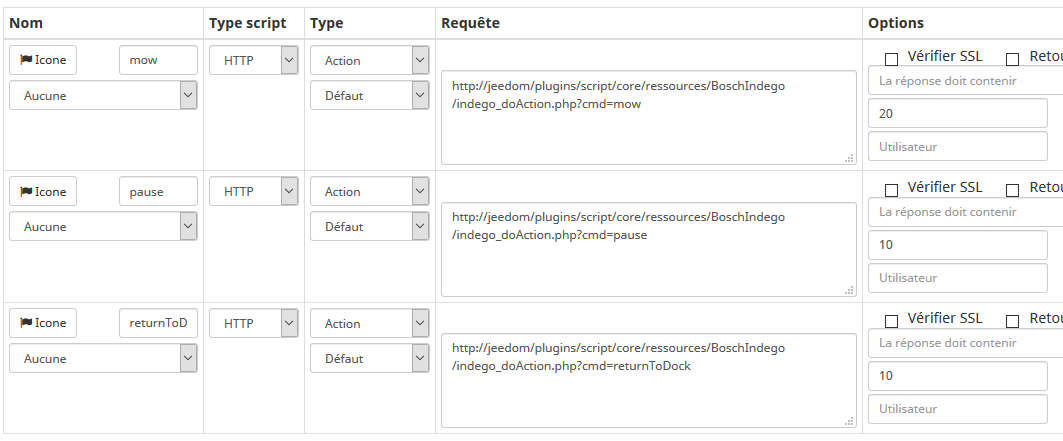 Nom Type script Type Requête Options
Icone mow HTTP Action Vérifier SSL Retou
Aucune Défaut http://jeedom/plugins/script/core/ressources/BoschIndego La réponse doit contenir
/indego_doAction.php?cmd=mow 20
Utilisateur
Icone pause HTTP Action Vérifier SSL Retou
Aucune Défaut http://jeedom/plugins/script/core/ressources/BoschIndego La réponse doit contenir
/indego_doAction.php?cmd=pause 10
Utilisateur
Icone returnToD HTTP Action Vérifier SSL Retou
Aucune Défaut http://jeedom/plugins/script/core/ressources/BoschIndego La réponse doit contenir
/indego_doAction.php?cmd=returnToDock 10
Utilisateur